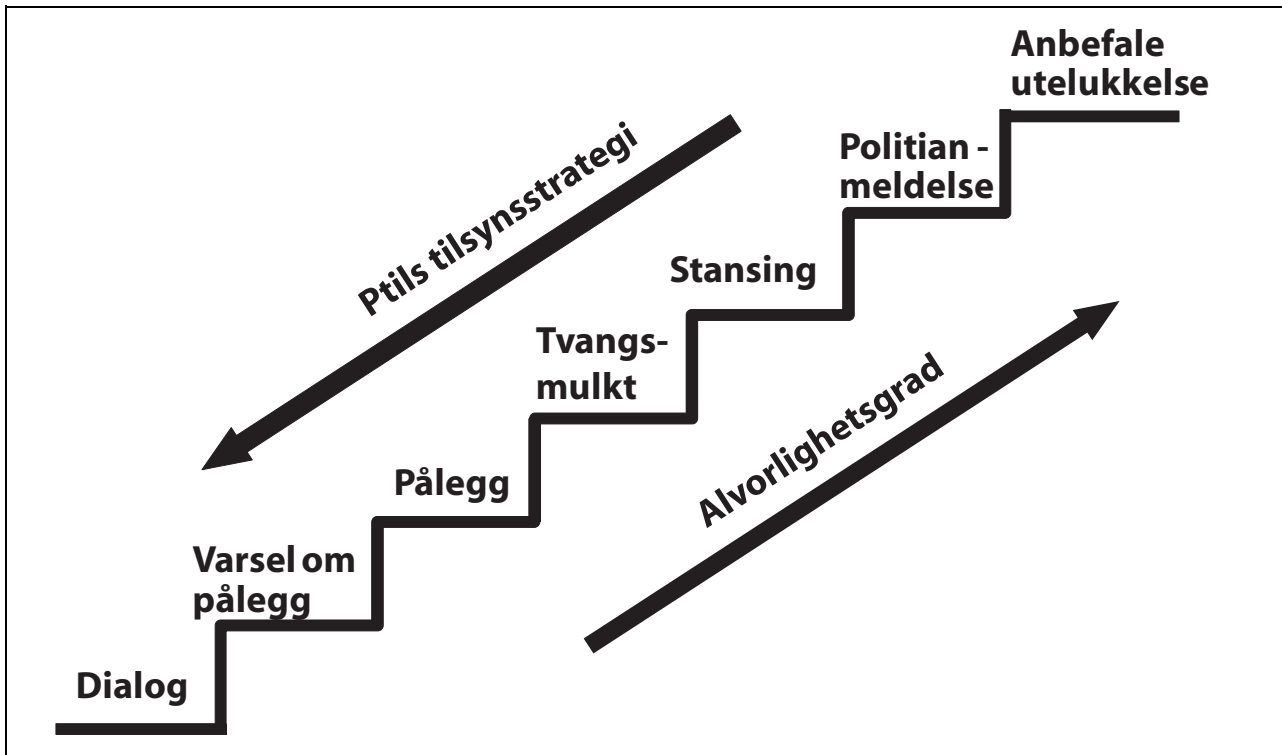 Anbefale
utelukkelse
Politian -
meldelse
Stansing
Tvangs-
mulkt
Pålegg
Varsel om
pålegg
Dialog
Ptils tilsynsstrategi
Alvorlighetsgrad